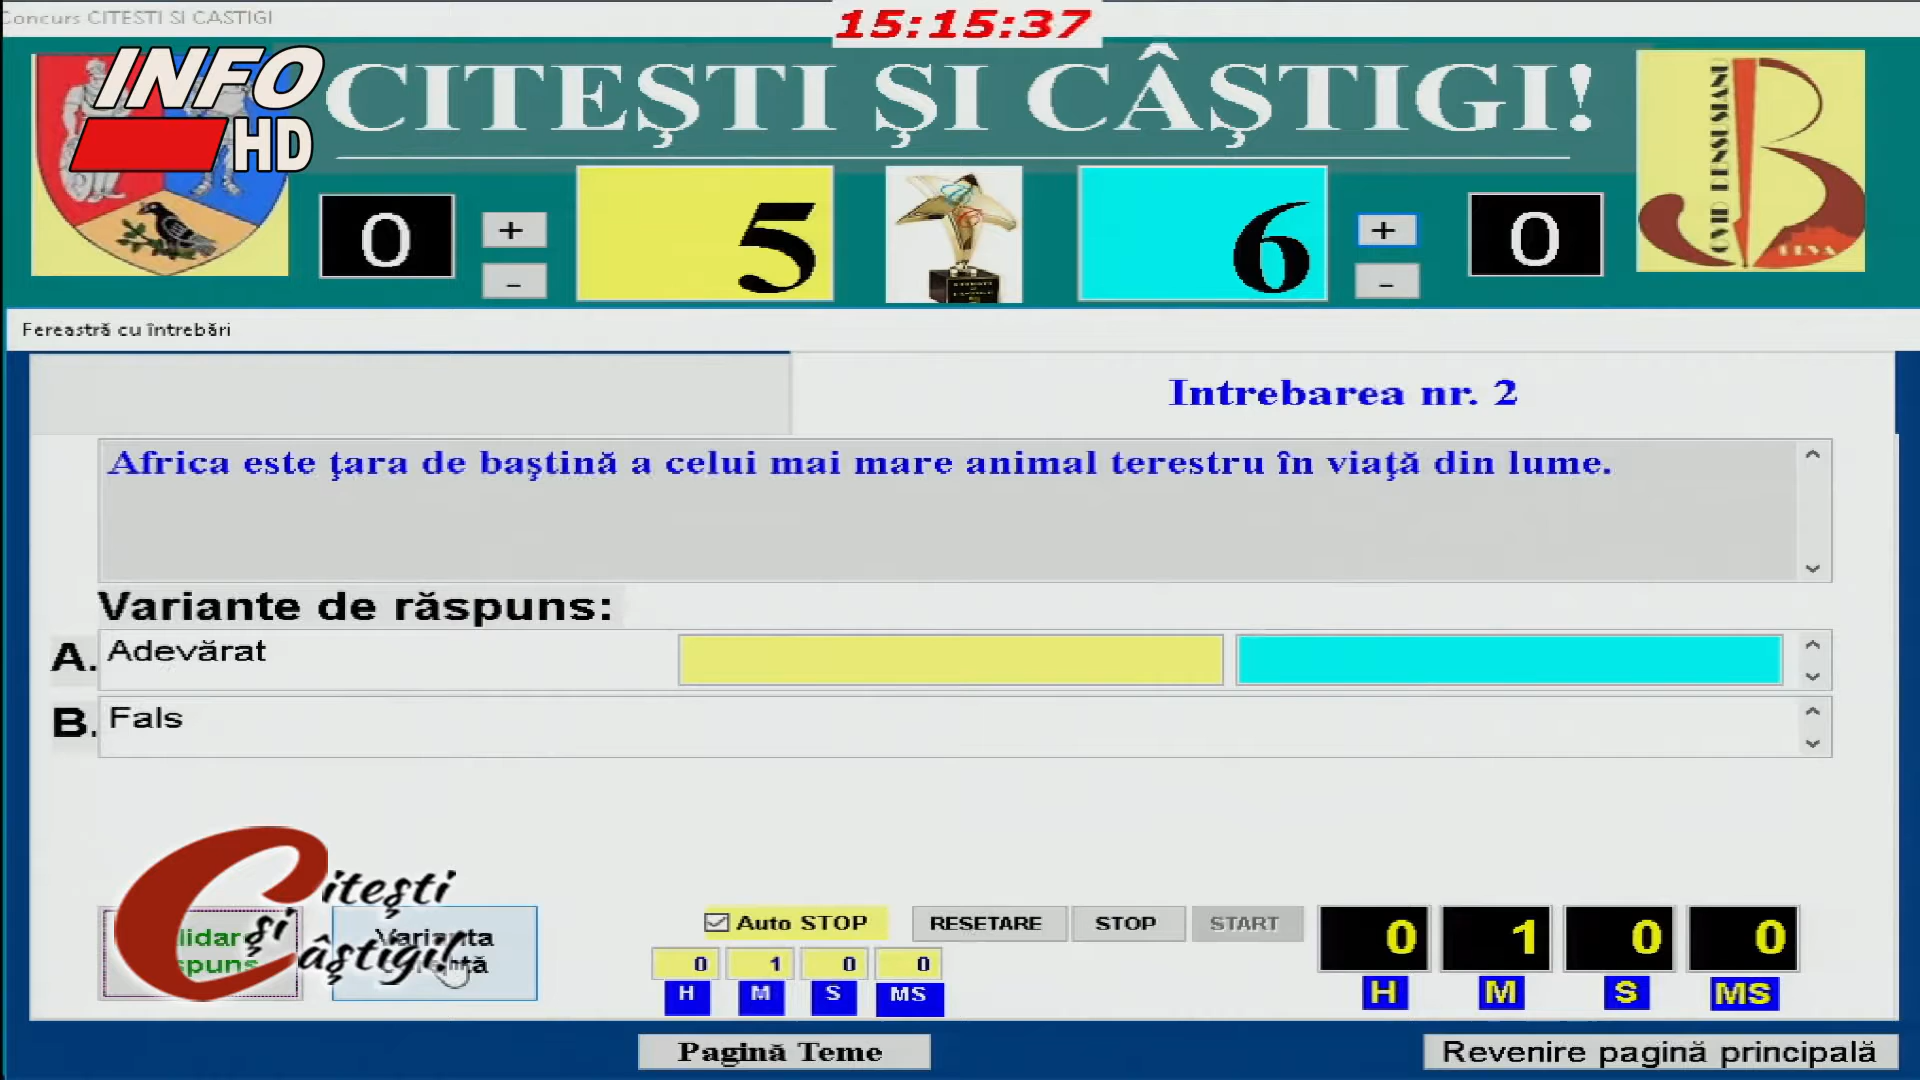 Concurs CITESTI SI CASTIGI
15:15:37
INFO
HD
CITEŞTI ŞI CÂŞTIGI!
OVID DENSUSIANU
0
+
-
5
6
+
-
0
Fereastră cu întrebări
Intrebarea nr. 2
Africa este ţara de baştină a celui mai mare animal terestru în viaţă din lume.
Variante de răspuns:
A. Adevărat
B. Fals
Citeşti
şi
Câştigi!
Auto STOP
RESETARE
STOP
START
0 1 0 0
H M S MS
0 1 0 0
H M S MS
Pagină Teme
Revenire pagină principală